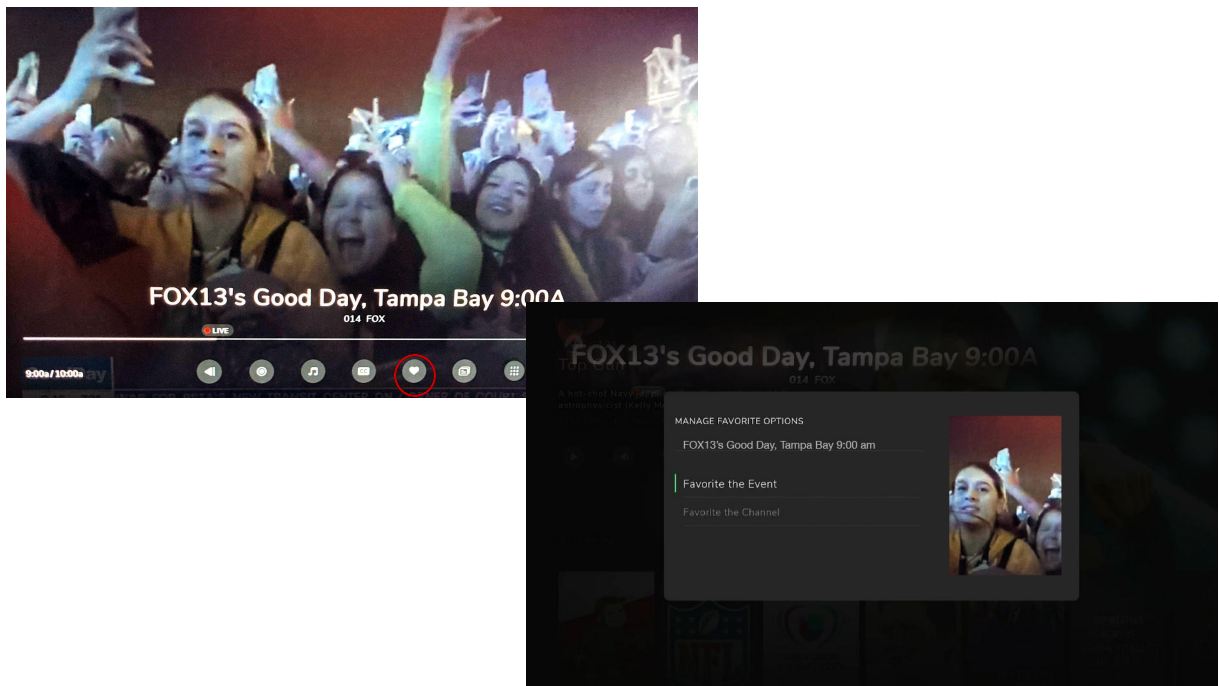 FOX13's Good Day, Tampa Bay 9:00A
014 FOX
LIVE
9:00a / 10:00a
CC
FOX13's Good Day, Tampa Bay 9:00A
014 FOX
MANAGE FAVORITE OPTIONS
FOX13's Good Day, Tampa Bay 9:00 am
Favorite the Event
Favorite the Channel
NFL